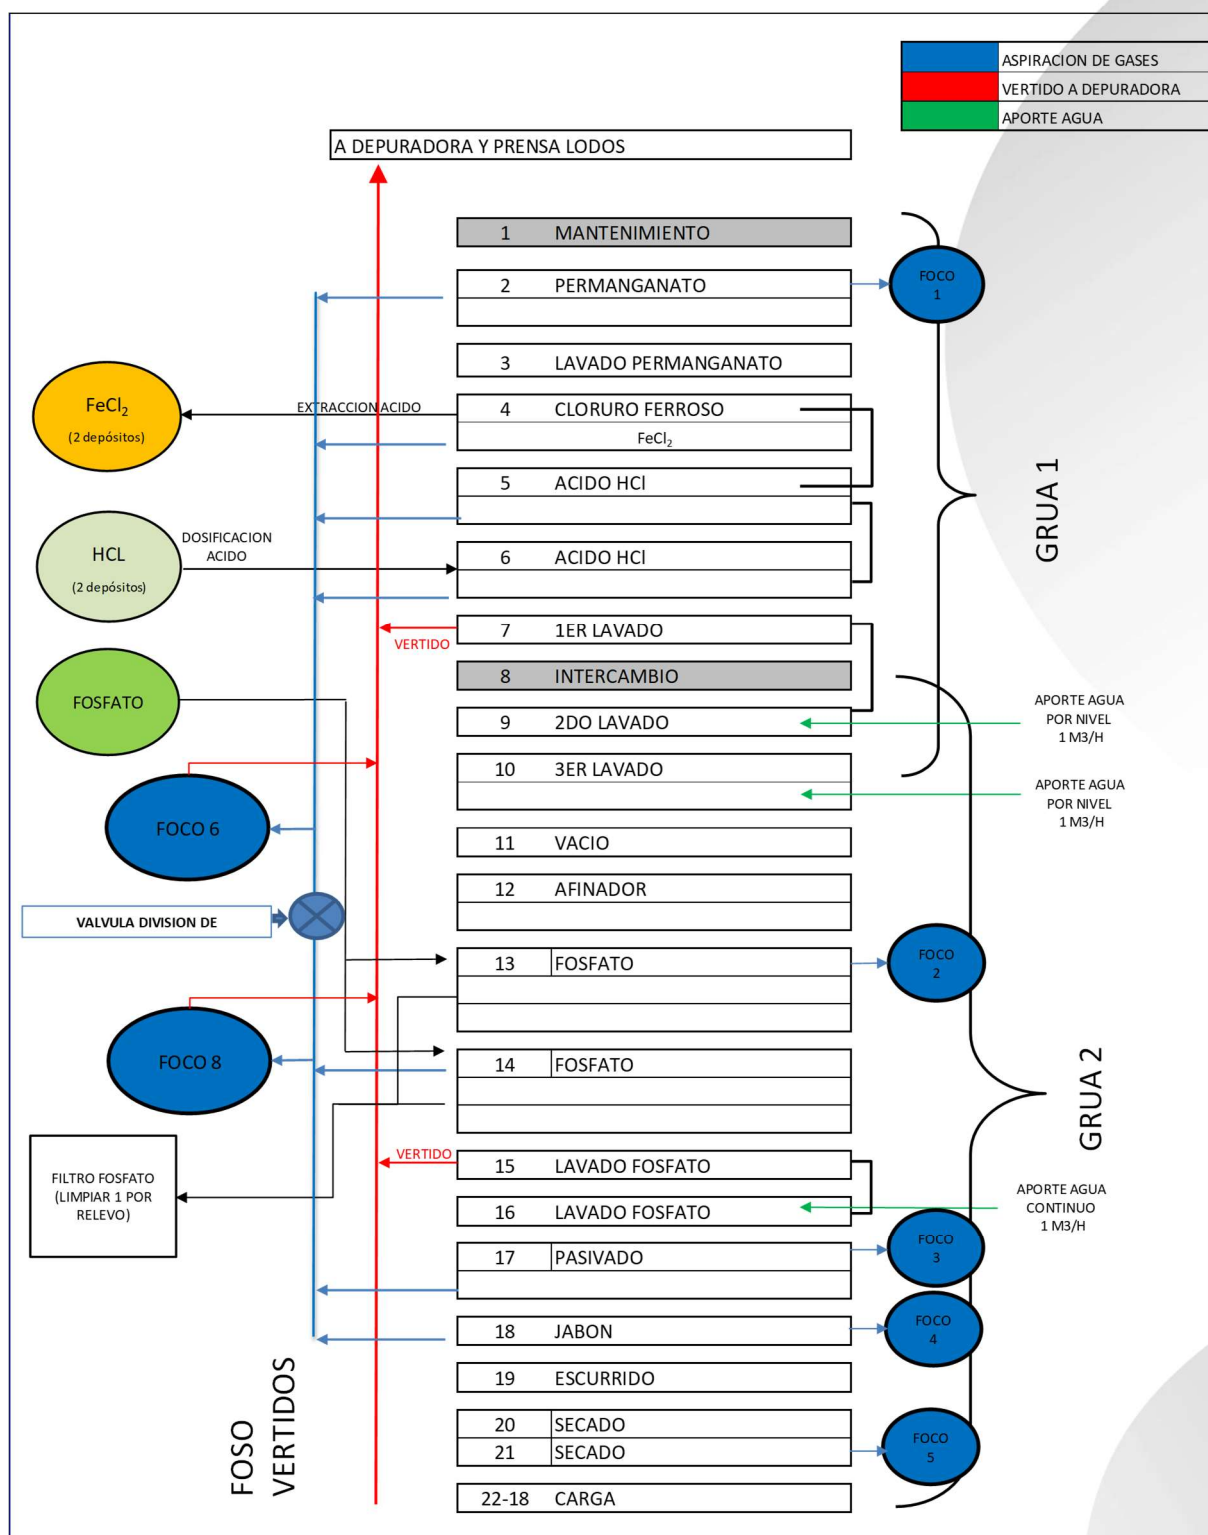 ASPIRACION DE GASES
VERTIDO A DEPURADORA
APORTE AGUA
A DEPURADORA Y PRENSA LODOS
1 MANTENIMIENTO
FOCO
1
2 PERMANGANATO
3 LAVADO PERMANGANATO
FeCl₂
(2 depósitos)
EXTRACCION ACIDO
4 CLORURO FERROSO
FeCl₂
5 ACIDO HCl
GRUA 1
HCL
(2 depósitos)
DOSIFICACION
ACIDO
6 ACIDO HCl
7 1ER LAVADO
VERTIDO
8 INTERCAMBIO
FOSFATO
9 2DO LAVADO
APORTE AGUA
POR NIVEL
1 M3/H
10 3ER LAVADO
APORTE AGUA
POR NIVEL
1 M3/H
FOCO 6
11 VACIO
12 AFINADOR
VALVULA DIVISION DE
13 FOSFATO
FOCO
2
FOCO 8
14 FOSFATO
GRUA 2
VERTIDO
15 LAVADO FOSFATO
FILTRO FOSFATO
(LIMPIAR 1 POR
RELEVO)
16 LAVADO FOSFATO
APORTE AGUA
CONTINUO
1 M3/H
17 PASIVADO
FOCO
3
18 JABON
FOCO
4
19 ESCURRIDO
FOSO
VERTIDOS
20 SECADO
21 SECADO
FOCO
5
22-18 CARGA